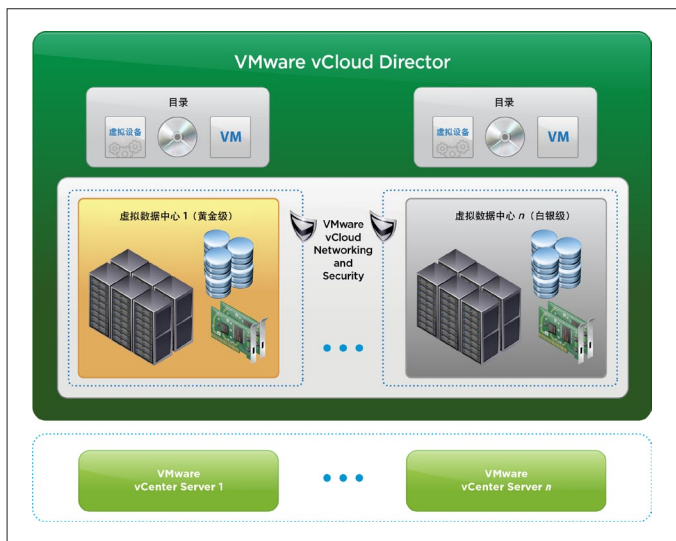 VMware vCloud Director
目录
虚拟设备
VM
目录
虚拟设备
VM
虚拟数据中心 1（黄金级）
VMware
vCloud
Networking
and
Security
虚拟数据中心 n（白银级）
VMware
vCenter Server 1
VMware
vCenter Server n